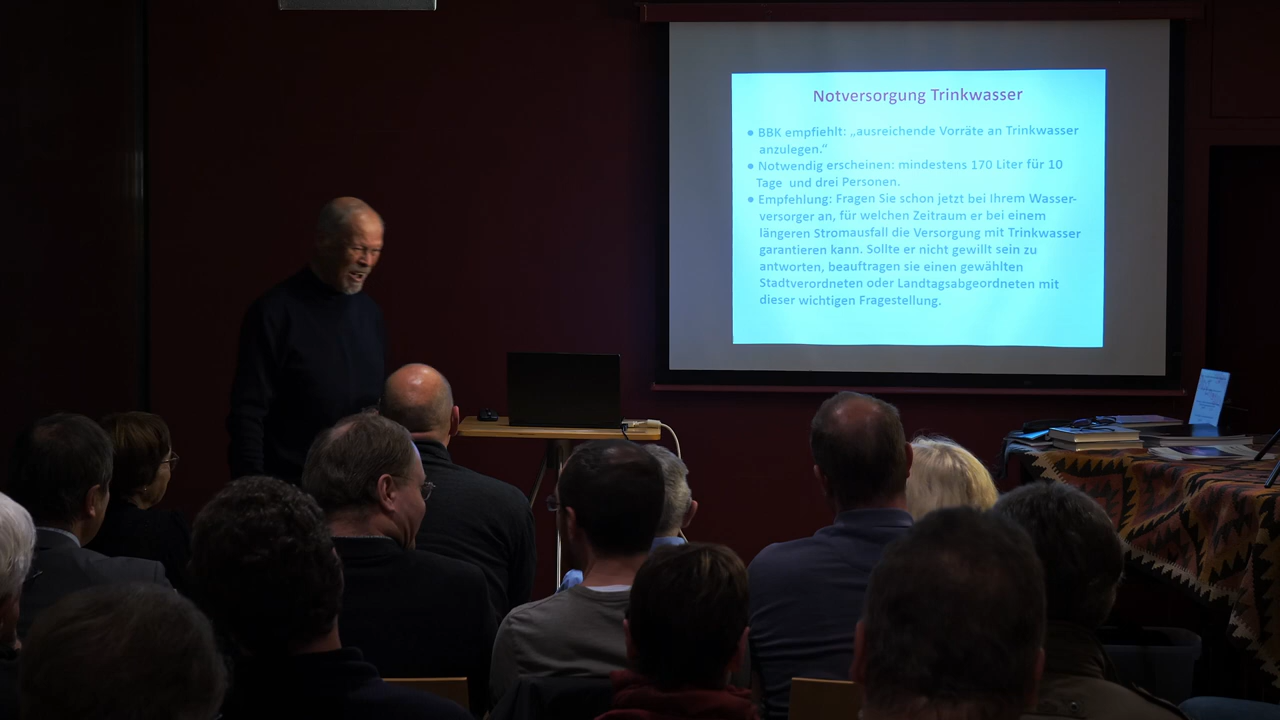 Notversorgung Trinkwasser
● BBK empfiehlt: „ausreichende Vorräte an Trinkwasser
anzulegen.“
● Notwendig erscheinen: mindestens 170 Liter für 10
Tage und drei Personen.
● Empfehlung: Fragen Sie schon jetzt bei Ihrem Wasser-
versorger an, für welchen Zeitraum er bei einem
längeren Stromausfall die Versorgung mit Trinkwasser
garantieren kann. Sollte er nicht gewillt sein zu
antworten, beauftragen sie einen gewählten
Stadtverordneten oder Landtagsabgeordneten mit
dieser wichtigen Fragestellung.